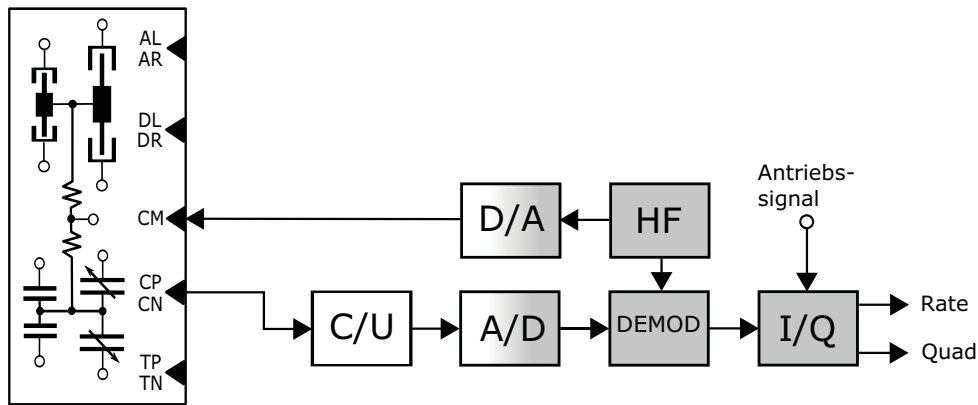 AL
AR
DL
DR
CM
CP
CN
TP
TN
D/A
HF
Antriebs-
signal
C/U
A/D
DEMOD
I/Q
Rate
Quad